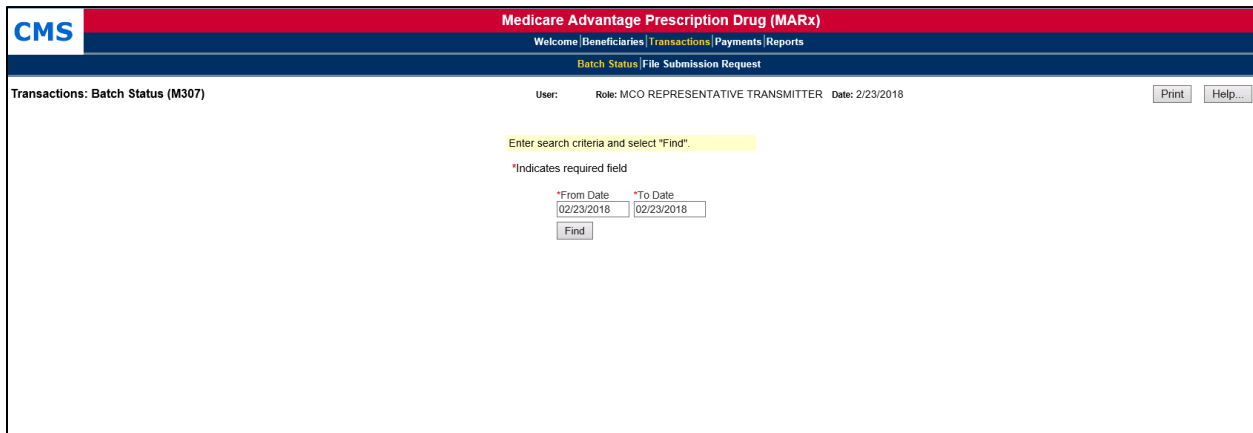 CMS
Medicare Advantage Prescription Drug (MARx)
Welcome|Beneficiaries|Transactions|Payments|Reports
Batch Status|File Submission Request
Transactions: Batch Status (M307) User: Role: MCO REPRESENTATIVE TRANSMITTER Date: 2/23/2018 Print Help...
Enter search criteria and select "Find".
*Indicates required field
*From Date *To Date
02/23/2018 02/23/2018
Find